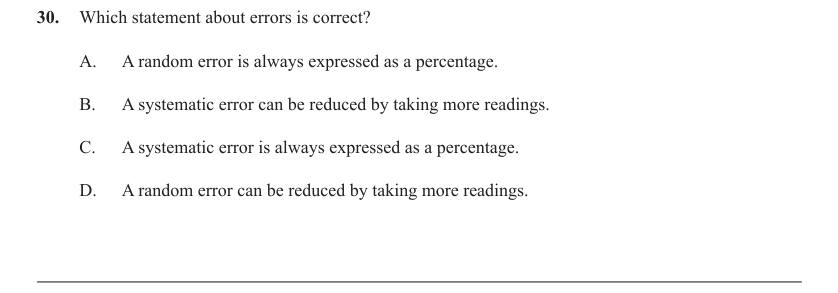 30. Which statement about errors is correct?
A. A random error is always expressed as a percentage.
B. A systematic error can be reduced by taking more readings.
C. A systematic error is always expressed as a percentage.
D. A random error can be reduced by taking more readings.